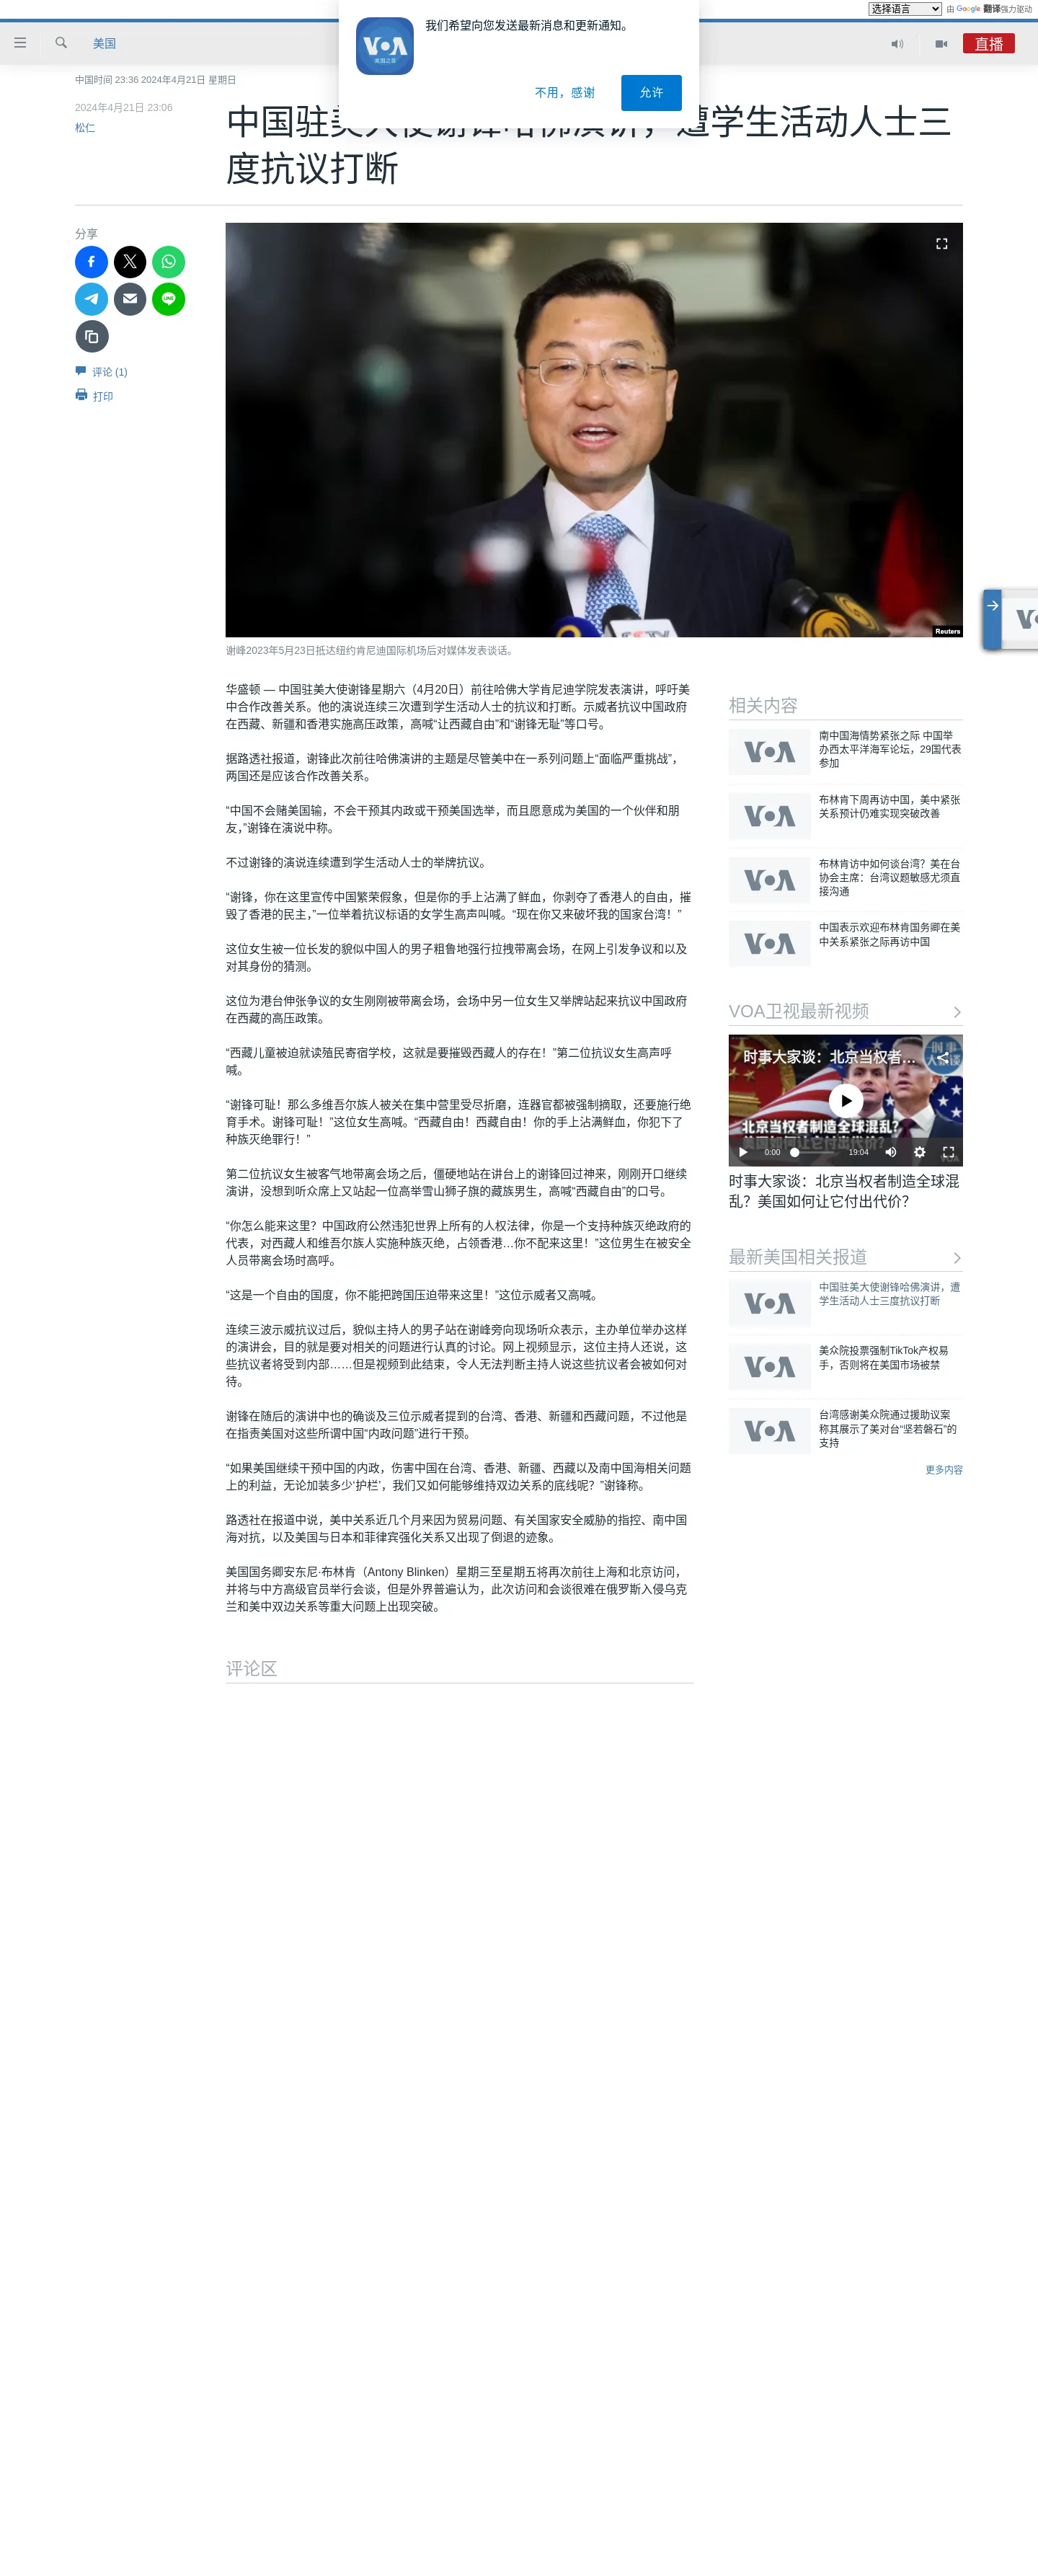 选择语言
由 Google 翻译强力驱动
美国
直播
我们希望向您发送最新消息和更新通知。
VOA
美国之音
不用，感谢
允许
中国时间 23:36 2024年4月21日 星期日
2024年4月21日 23:06
松仁
中国驻美大使谢锋哈佛演讲，遭学生活动人士三
度抗议打断
分享
LINE
评论 (1)
打印
Reuters
谢峰2023年5月23日抵达纽约肯尼迪国际机场后对媒体发表谈话。
华盛顿 — 中国驻美大使谢锋星期六（4月20日）前往哈佛大学肯尼迪学院发表演讲，呼吁美
中合作改善关系。他的演说连续三次遭到学生活动人士的抗议和打断。示威者抗议中国政府
在西藏、新疆和香港实施高压政策，高喊“让西藏自由”和“谢锋无耻”等口号。
据路透社报道，谢锋此次前往哈佛演讲的主题是尽管美中在一系列问题上“面临严重挑战”，
两国还是应该合作改善关系。
“中国不会赌美国输，不会干预其内政或干预美国选举，而且愿意成为美国的一个伙伴和朋
友，”谢锋在演说中称。
不过谢锋的演说连续遭到学生活动人士的举牌抗议。
“谢锋，你在这里宣传中国繁荣假象，但是你的手上沾满了鲜血，你剥夺了香港人的自由，摧
毁了香港的民主，”一位举着抗议标语的女学生高声叫喊。“现在你又来破坏我的国家台湾！”
这位女生被一位长发的貌似中国人的男子粗鲁地强行拉拽带离会场，在网上引发争议和以及
对其身份的猜测。
这位为港台伸张争议的女生刚刚被带离会场，会场中另一位女生又举牌站起来抗议中国政府
在西藏的高压政策。
“西藏儿童被迫就读殖民寄宿学校，这就是要摧毁西藏人的存在！”第二位抗议女生高声呼
喊。
“谢锋可耻！那么多维吾尔族人被关在集中营里受尽折磨，连器官都被强制摘取，还要施行绝
育手术。谢锋可耻！”这位女生高喊。“西藏自由！西藏自由！你的手上沾满鲜血，你犯下了
种族灭绝罪行！”
第二位抗议女生被客气地带离会场之后，僵硬地站在讲台上的谢锋回过神来，刚刚开口继续
演讲，没想到听众席上又站起一位高举雪山狮子旗的藏族男生，高喊“西藏自由”的口号。
“你怎么能来这里？中国政府公然违犯世界上所有的人权法律，你是一个支持种族灭绝政府的
代表，对西藏人和维吾尔族人实施种族灭绝，占领香港…你不配来这里！”这位男生在被安全
人员带离会场时高呼。
“这是一个自由的国度，你不能把跨国压迫带来这里！”这位示威者又高喊。
连续三波示威抗议过后，貌似主持人的男子站在谢峰旁向现场听众表示，主办单位举办这样
的演讲会，目的就是要对相关的问题进行认真的讨论。网上视频显示，这位主持人还说，这
些抗议者将受到内部……但是视频到此结束，令人无法判断主持人说这些抗议者会被如何对
待。
谢锋在随后的演讲中也的确谈及三位示威者提到的台湾、香港、新疆和西藏问题，不过他是
在指责美国对这些所谓中国“内政问题”进行干预。
“如果美国继续干预中国的内政，伤害中国在台湾、香港、新疆、西藏以及南中国海相关问题
上的利益，无论加装多少‘护栏’，我们又如何能够维持双边关系的底线呢？”谢锋称。
路透社在报道中说，美中关系近几个月来因为贸易问题、有关国家安全威胁的指控、南中国
海对抗，以及美国与日本和菲律宾强化关系又出现了倒退的迹象。
美国国务卿安东尼·布林肯（Antony Blinken）星期三至星期五将再次前往上海和北京访问，
并将与中方高级官员举行会谈，但是外界普遍认为，此次访问和会谈很难在俄罗斯入侵乌克
兰和美中双边关系等重大问题上出现突破。
评论区
相关内容
VOA
南中国海情势紧张之际 中国举
办西太平洋海军论坛，29国代表
参加
VOA
布林肯下周再访中国，美中紧张
关系预计仍难实现突破改善
VOA
布林肯访中如何谈台湾？美在台
协会主席：台湾议题敏感尤须直
接沟通
VOA
中国表示欢迎布林肯国务卿在美
中关系紧张之际再访中国
VOA卫视最新视频
时事大家谈：北京当权者…
时事
大家谈
北京当权者制造全球混乱？
0:00
19:04
时事大家谈：北京当权者制造全球混
乱？美国如何让它付出代价？
最新美国相关报道
VOA
中国驻美大使谢锋哈佛演讲，遭
学生活动人士三度抗议打断
VOA
美众院投票强制TikTok产权易
手，否则将在美国市场被禁
VOA
台湾感谢美众院通过援助议案
称其展示了美对台“坚若磐石”的
支持
更多内容